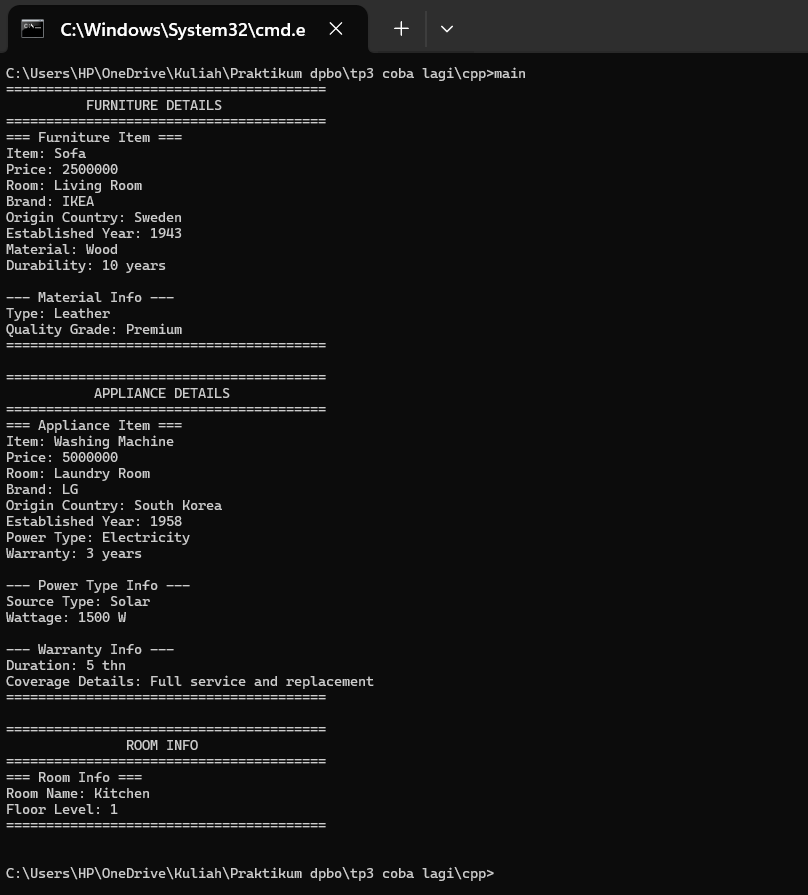 C:\Windows\System32\cmd.e
C:\Users\HP\OneDrive\Kuliah\Praktikum dpbo\tp3 coba lagi\cpp>main
========================================
          FURNITURE DETAILS
========================================
=== Furniture Item ===
Item: Sofa
Price: 2500000
Room: Living Room
Brand: IKEA
Origin Country: Sweden
Established Year: 1943
Material: Wood
Durability: 10 years

--- Material Info ---
Type: Leather
Quality Grade: Premium
========================================

========================================
           APPLIANCE DETAILS
========================================
=== Appliance Item ===
Item: Washing Machine
Price: 5000000
Room: Laundry Room
Brand: LG
Origin Country: South Korea
Established Year: 1958
Power Type: Electricity
Warranty: 3 years

--- Power Type Info ---
Source Type: Solar
Wattage: 1500 W

--- Warranty Info ---
Duration: 5 thn
Coverage Details: Full service and replacement
========================================

========================================
               ROOM INFO
========================================
=== Room Info ===
Room Name: Kitchen
Floor Level: 1
========================================


C:\Users\HP\OneDrive\Kuliah\Praktikum dpbo\tp3 coba lagi\cpp>